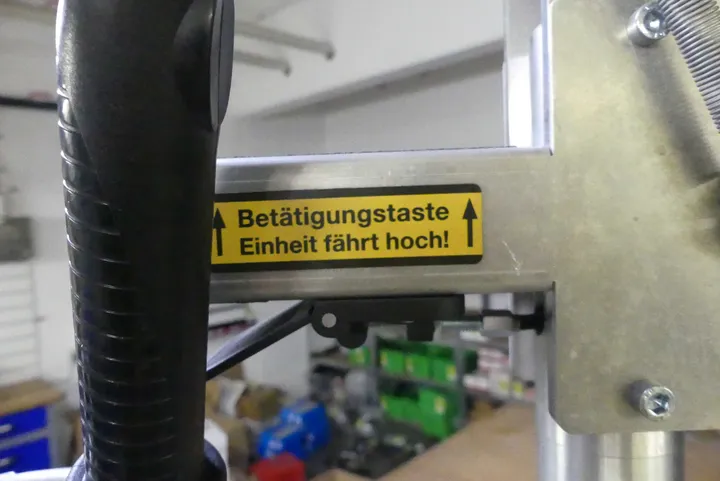 Betätigungstaste
Einheit fährt hoch!